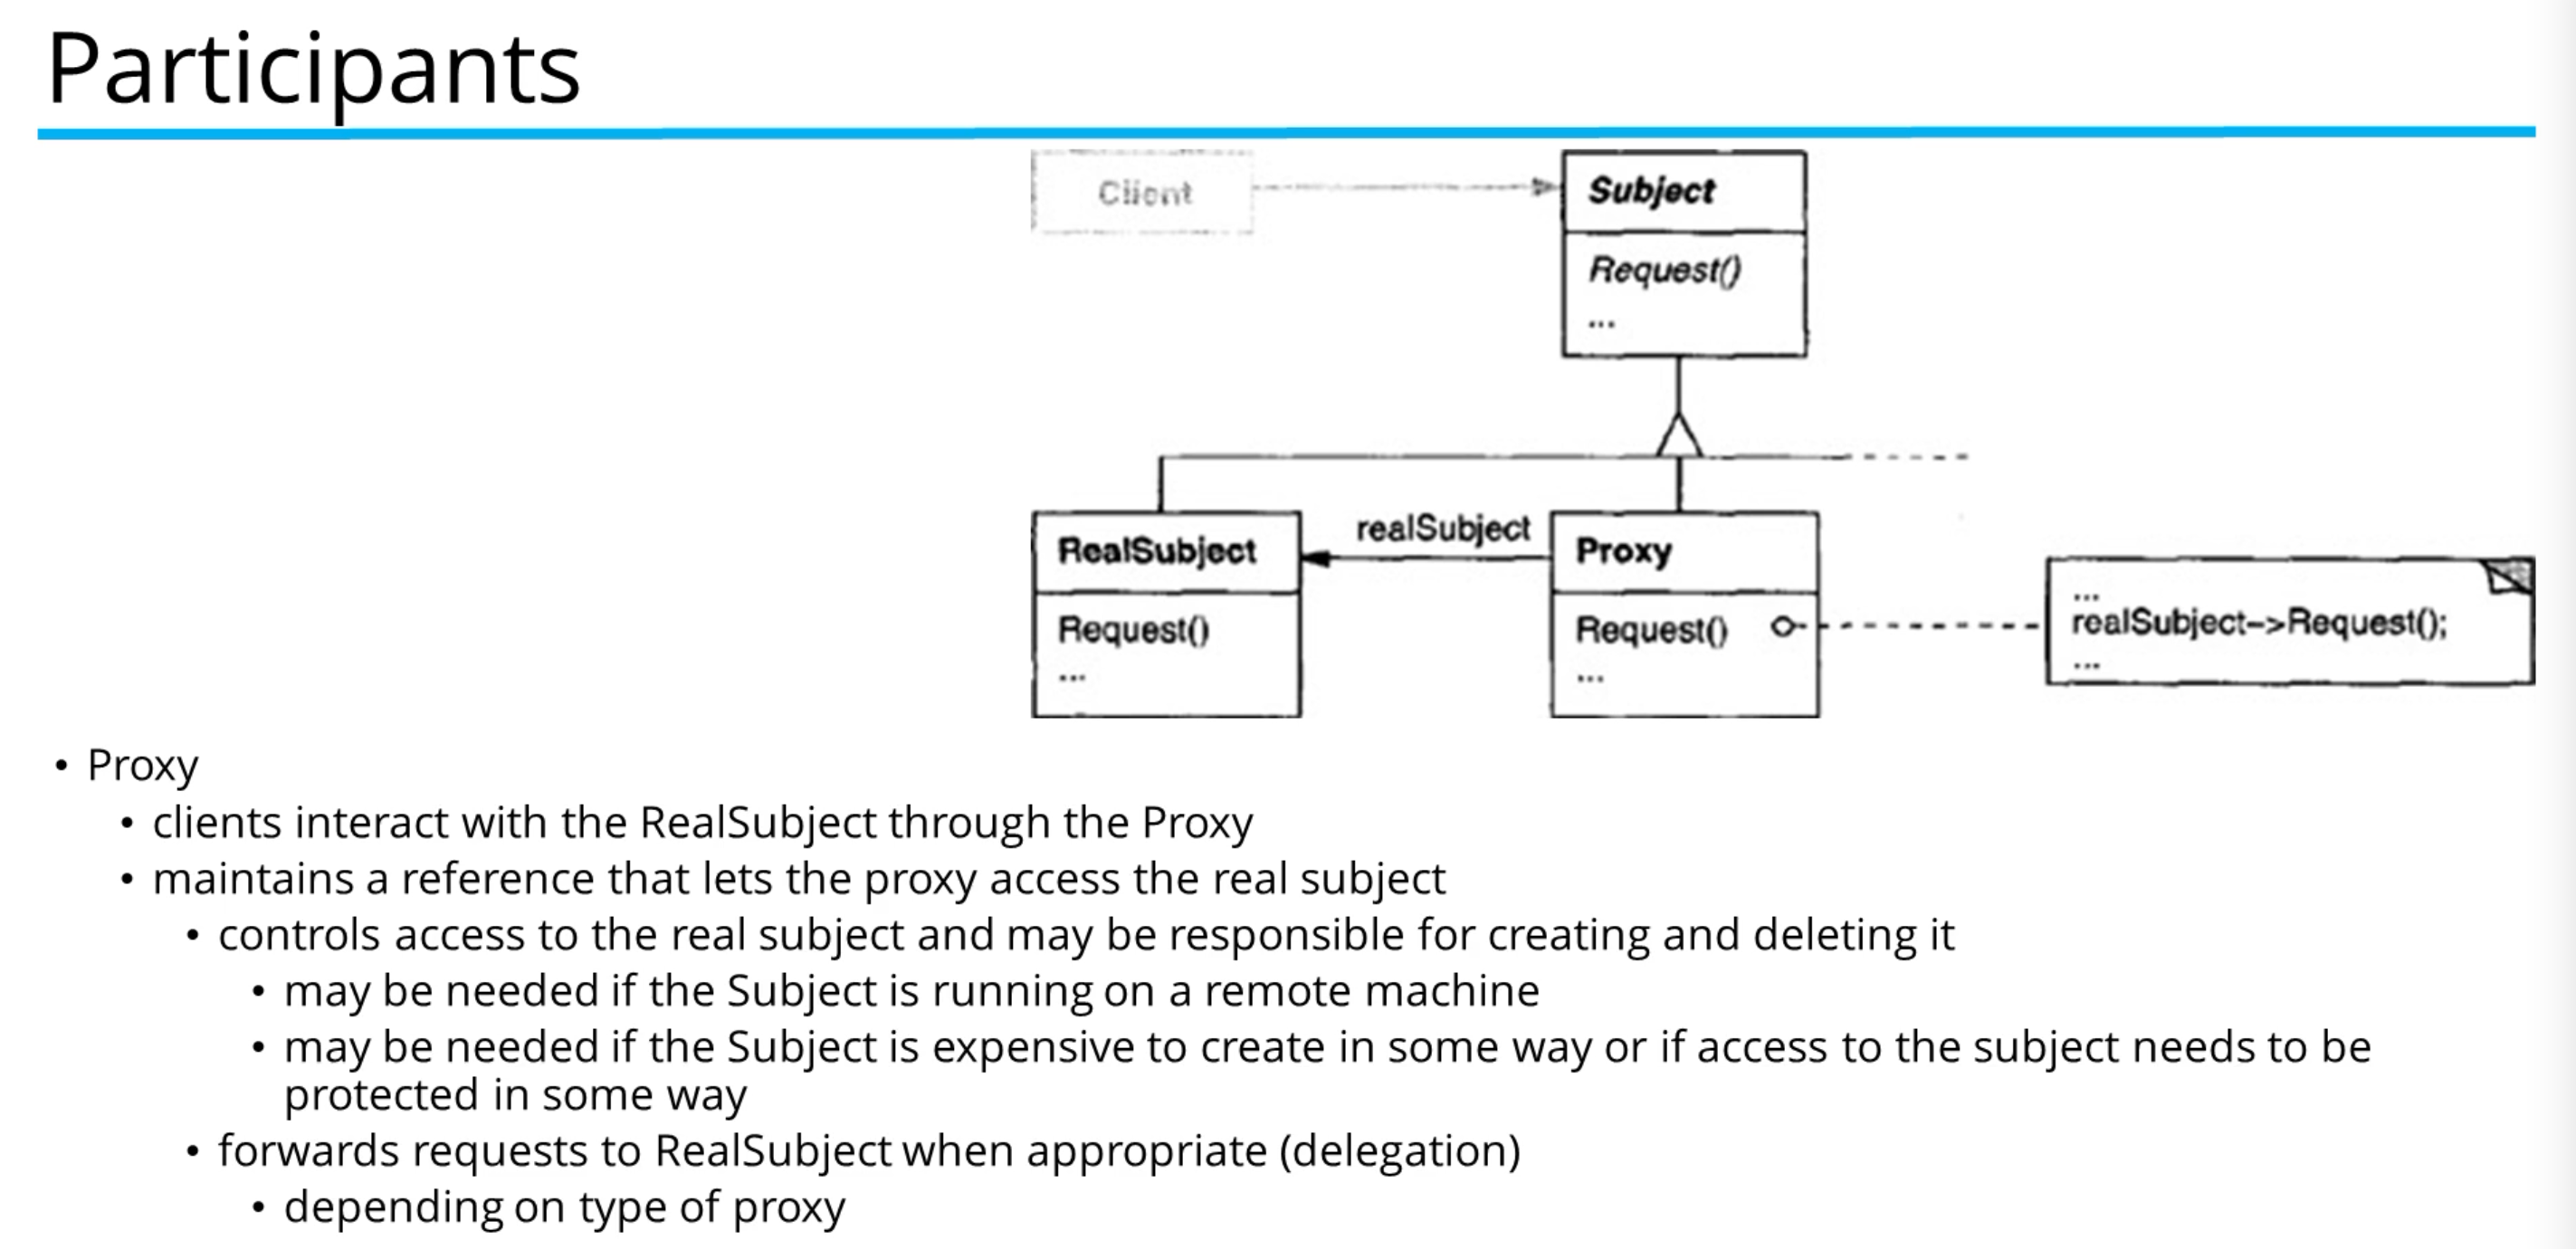 Participants
Client
Subject
Request()
...
RealSubject
Request()
...
realSubject
Proxy
Request()
...
...
realSubject->Request();
...
• Proxy
• clients interact with the RealSubject through the Proxy
• maintains a reference that lets the proxy access the real subject
• controls access to the real subject and may be responsible for creating and deleting it
• may be needed if the Subject is running on a remote machine
• may be needed if the Subject is expensive to create in some way or if access to the subject needs to be
protected in some way
• forwards requests to RealSubject when appropriate (delegation)
• depending on type of proxy